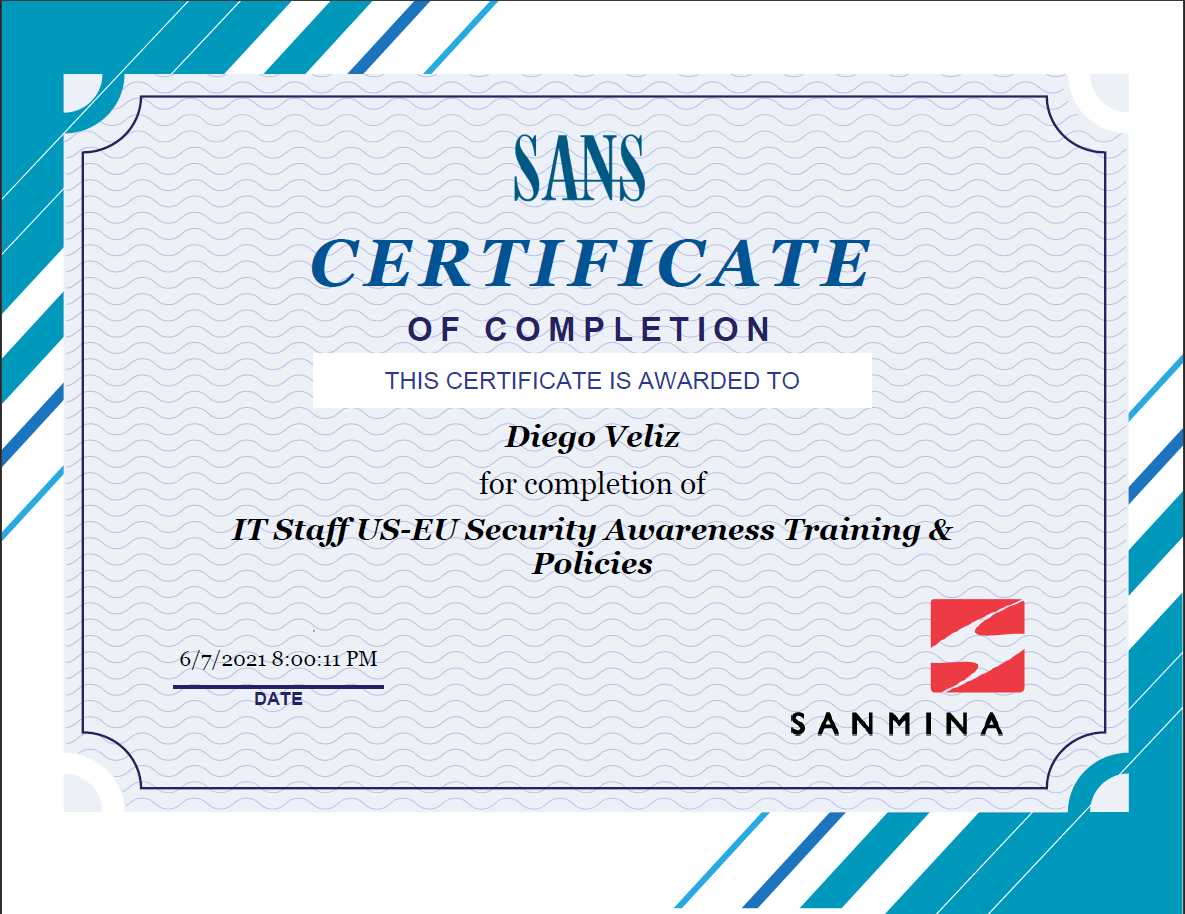 SANS
CERTIFICATE
OF COMPLETION
THIS CERTIFICATE IS AWARDED TO
Diego Veliz
for completion of
IT Staff US-EU Security Awareness Training &
Policies
6/7/2021 8:00:11 PM
DATE
SANMINA